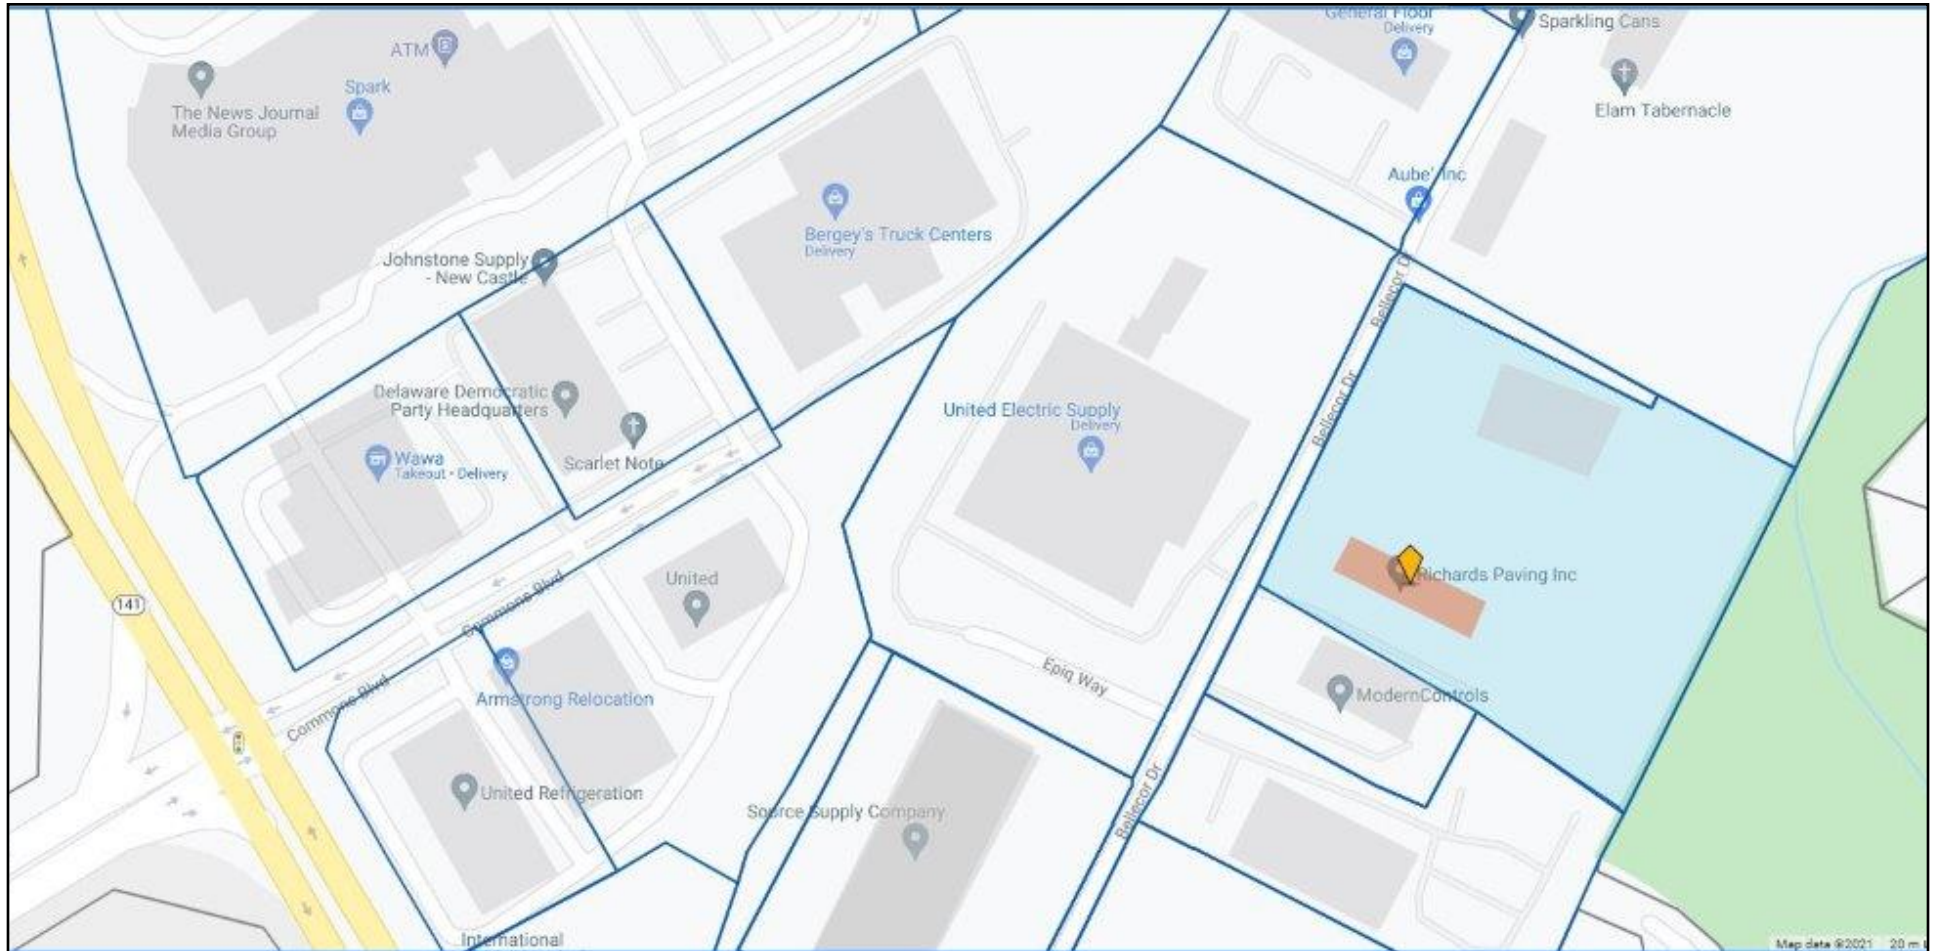 General Floor
Delivery
Sparkling Cans
ATM
Spark
The News Journal
Media Group
Elam Tabernacle
Aube' Inc
Bergey's Truck Centers
Delivery
Johnstone Supply
- New Castle
Bellecor Dr
Delaware Democratic
Party Headquarters
Bellecor Dr
United Electric Supply
Delivery
Wawa
Takeout • Delivery
Scarlet Note
Richards Paving Inc
United
141
Commons Blvd
Epiq Way
ModernControls
Armstrong Relocation
Commons Blvd
United Refrigeration
Source Supply Company
Bellecor Dr
International
Map data ©2021 20 m